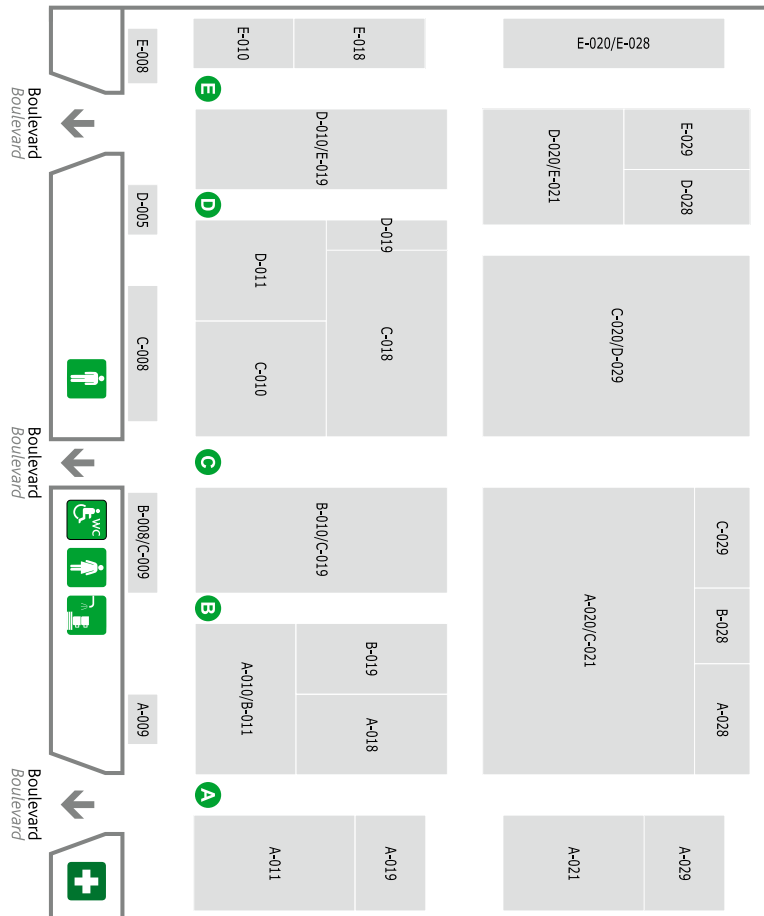 E-008
E-010
E-018
E-020/E-028
E
Boulevard
Boulevard
D-010/E-019
D-020/E-021
E-029
D-028
D-005
D
D-019
D-011
C-018
C-010
C-008
C-020/D-029
Boulevard
Boulevard
C
WC
B-008/C-009
B-010/C-019
A-020/C-021
C-029
B-028
A-028
B
A-010/B-011
B-019
A-018
A-009
Boulevard
Boulevard
A
A-011
A-019
A-021
A-029